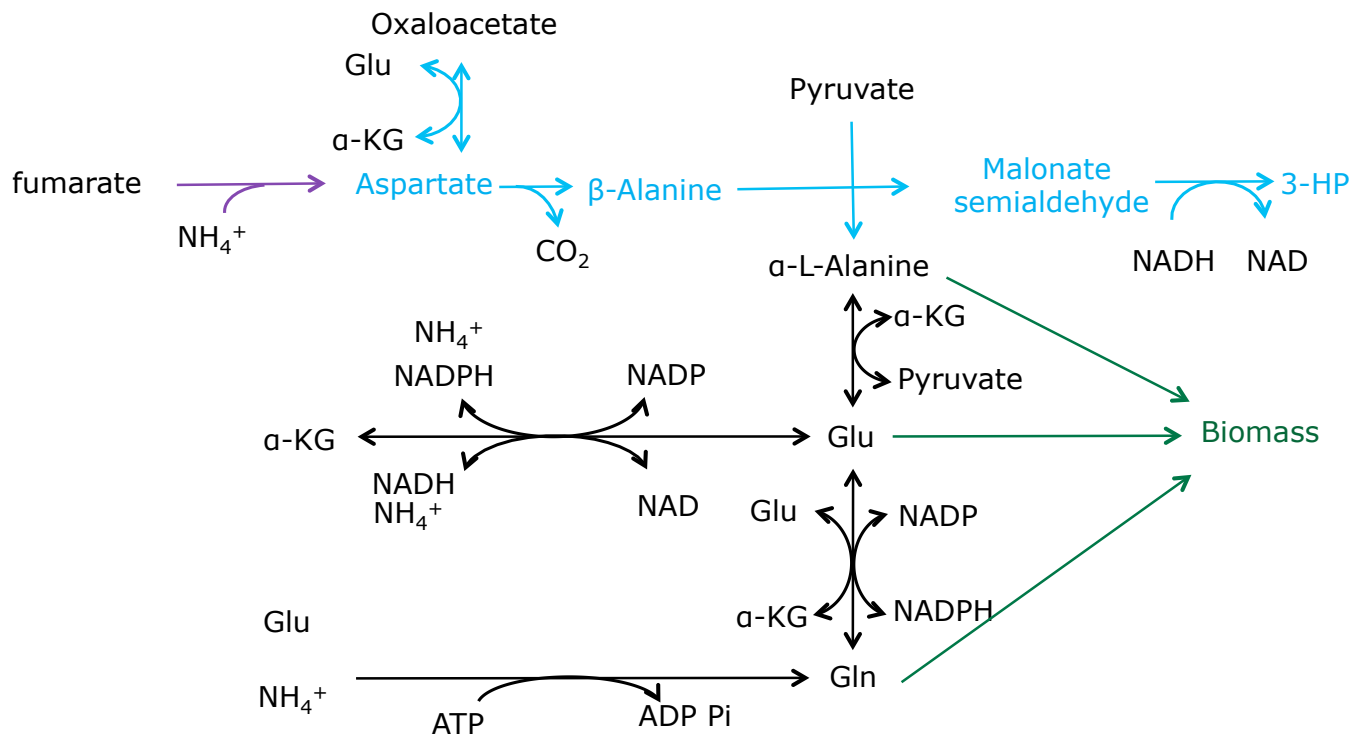 Oxaloacetate
Glu
α-KG
Pyruvate
fumarate
NH₄⁺
Aspartate
CO₂
β-Alanine
Malonate
semialdehyde
3-HP
NADH NAD
α-L-Alanine
α-KG
Pyruvate
NH₄⁺
NADPH
NADP
α-KG
Glu
Biomass
NADH
NH₄⁺
NAD
Glu
NADP
α-KG
NADPH
Glu
NH₄⁺
Gln
ATP
ADP Pi